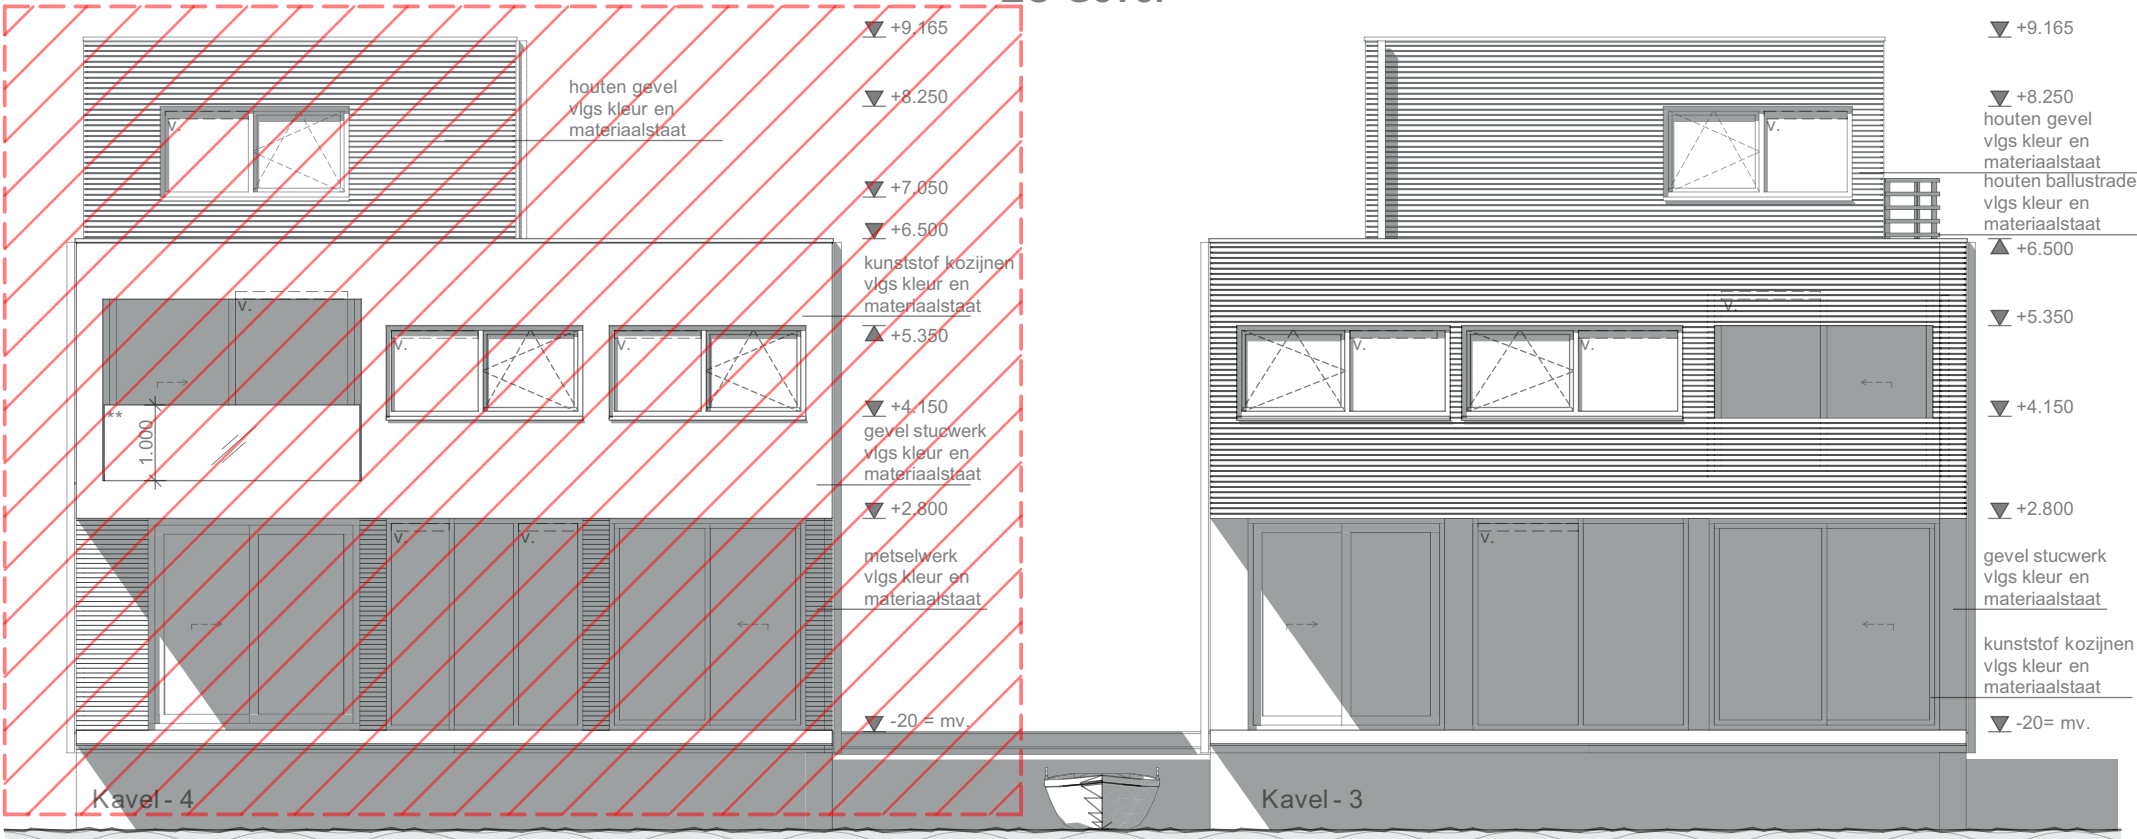 +9.165
houten gevel
vlgs kleur en
materiaalstaat
+8.250
v.
+7.050
+6.500
kunststof kozijnen
vlgs kleur en
materiaalstaat
v.
+5.350
v.
v.
+4.150
**
1.000
gevel stucwerk
vlgs kleur en
materiaalstaat
+2.800
v.
v.
metselwerk
vlgs kleur en
materiaalstaat
-20 = mv.
Kavel - 4
+9.165
+8.250
houten gevel
vlgs kleur en
materiaalstaat
v.
houten ballustrade
vlgs kleur en
materiaalstaat
+6.500
v.
+5.350
v.
v.
+4.150
+2.800
v.
gevel stucwerk
vlgs kleur en
materiaalstaat
kunststof kozijnen
vlgs kleur en
materiaalstaat
-20= mv.
Kavel - 3